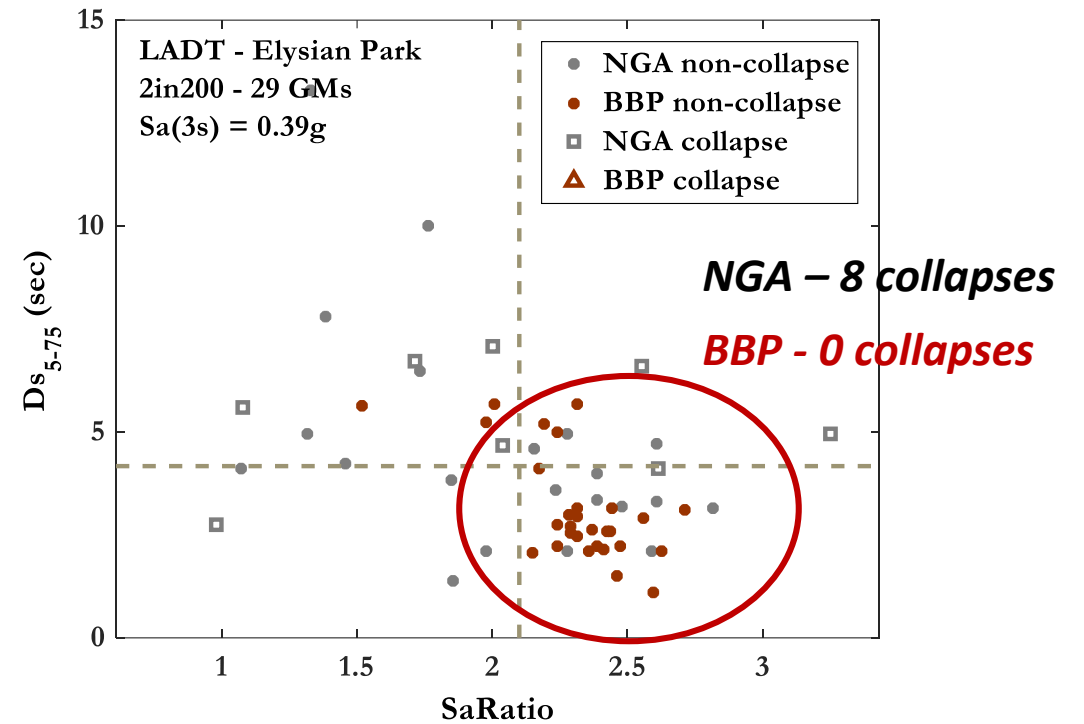 15
LADT - Elysian Park
2in200 - 29 GMs
Sa(3s) = 0.39g
NGA non-collapse
BBP non-collapse
NGA collapse
BBP collapse
10
NGA – 8 collapses
BBP - 0 collapses
Ds5-75 (sec)
5
0
1 1.5 2 2.5 3
SaRatio